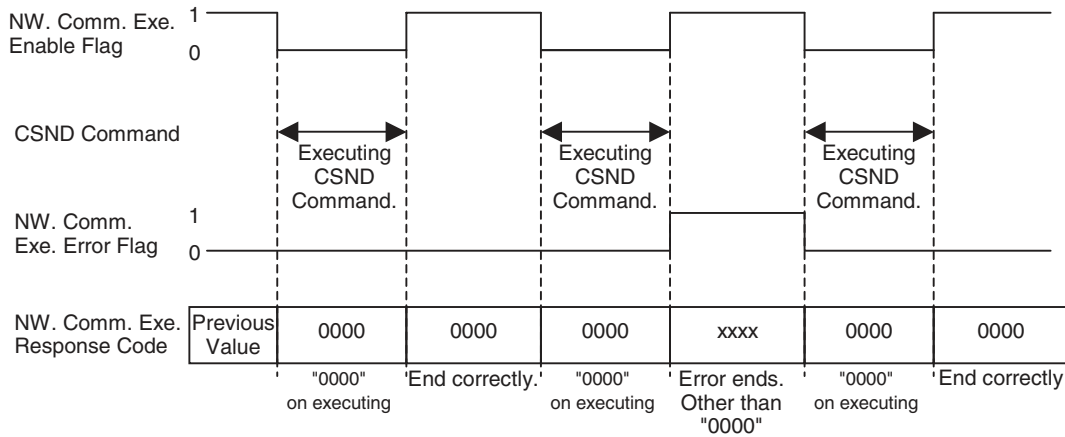 NW. Comm. Exe.
Enable Flag
1
0
CSND Command
Executing
CSND
Command.
Executing
CSND
Command.
Executing
CSND
Command.
NW. Comm.
Exe. Error Flag
1
0
NW. Comm. Exe.
Response Code
Previous
Value
0000
0000
0000
xxxx
0000
0000
"0000"
on executing
End correctly.
"0000"
on executing
Error ends.
Other than
"0000"
"0000"
on executing
End correctly